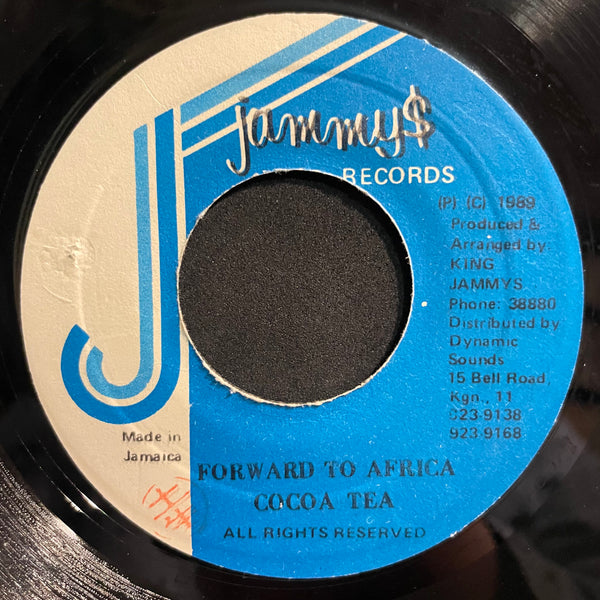 jammy$
RECORDS
(P) (C) 1989
Produced &
Arranged by
KING
JAMMYS
Phone: 38880
Distributed by
Dynamic
Sounds
15 Bell Road,
Kgn., 11
923-9138
923-9168
Made in
Jamaica
FORWARD TO AFRICA
COCOA TEA
ALL RIGHTS RESERVED